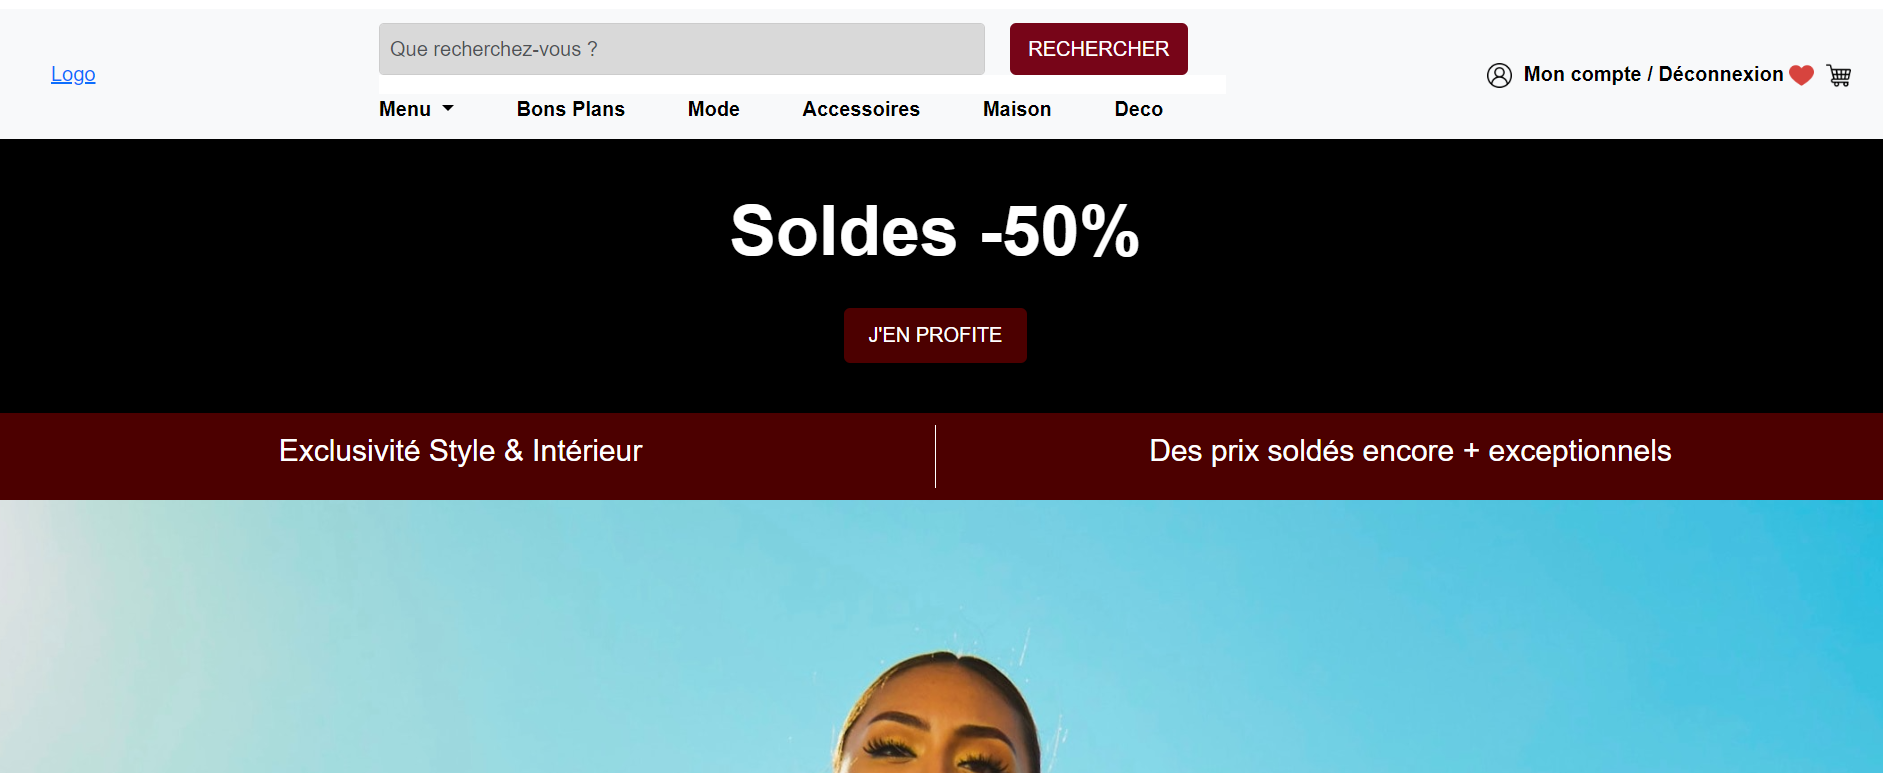 Logo
Que recherchez-vous ?
RECHERCHER
Menu
Bons Plans
Mode
Accessoires
Maison
Deco
Mon compte / Déconnexion
Soldes -50%
J'EN PROFITE
Exclusivité Style & Intérieur
Des prix soldés encore + exceptionnels